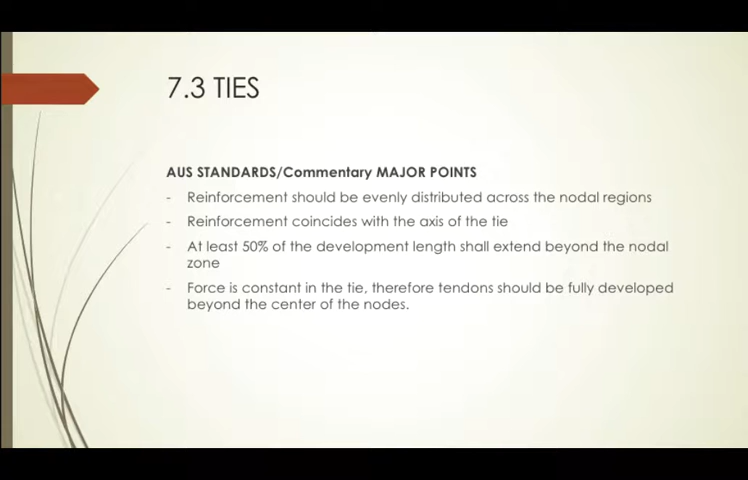 7.3 TIES
AUS STANDARDS/Commentary MAJOR POINTS
- Reinforcement should be evenly distributed across the nodal regions
- Reinforcement coincides with the axis of the tie
- At least 50% of the development length shall extend beyond the nodal
zone
- Force is constant in the tie, therefore tendons should be fully developed
beyond the center of the nodes.